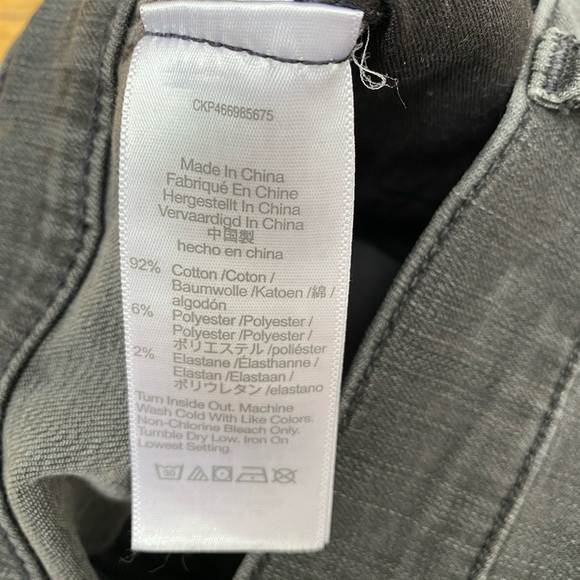 CKP466985675
Made In China
Fabriqué En Chine
Hergestellt In China
Vervaardigd In China
中国製
hecho en china
92% Cotton /Coton /
Baumwolle /Katoen /綿 /
algodón
6% Polyester /Polyester /
Polyester /Polyester /
ポリエステル /poliéster
2% Elastane /Élasthanne /
Elastan /Elastaan /
ポリウレタン /elastano
Turn Inside Out. Machine
Wash Cold With Like Colors.
Non-Chlorine Bleach Only.
Tumble Dry Low. Iron On
Lowest Setting.